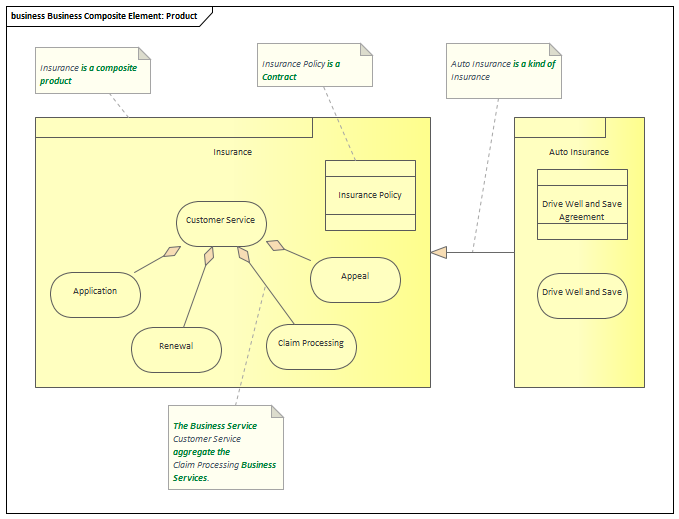 business Business Composite Element: Product
Insurance is a composite
product
Insurance Policy is a
Contract
Auto Insurance is a kind of
Insurance
Insurance
Auto Insurance
Insurance Policy
Drive Well and Save
Agreement
Customer Service
Application
Appeal
Drive Well and Save
Renewal
Claim Processing
The Business Service
Customer Service
aggregate the
Claim Processing Business
Services.